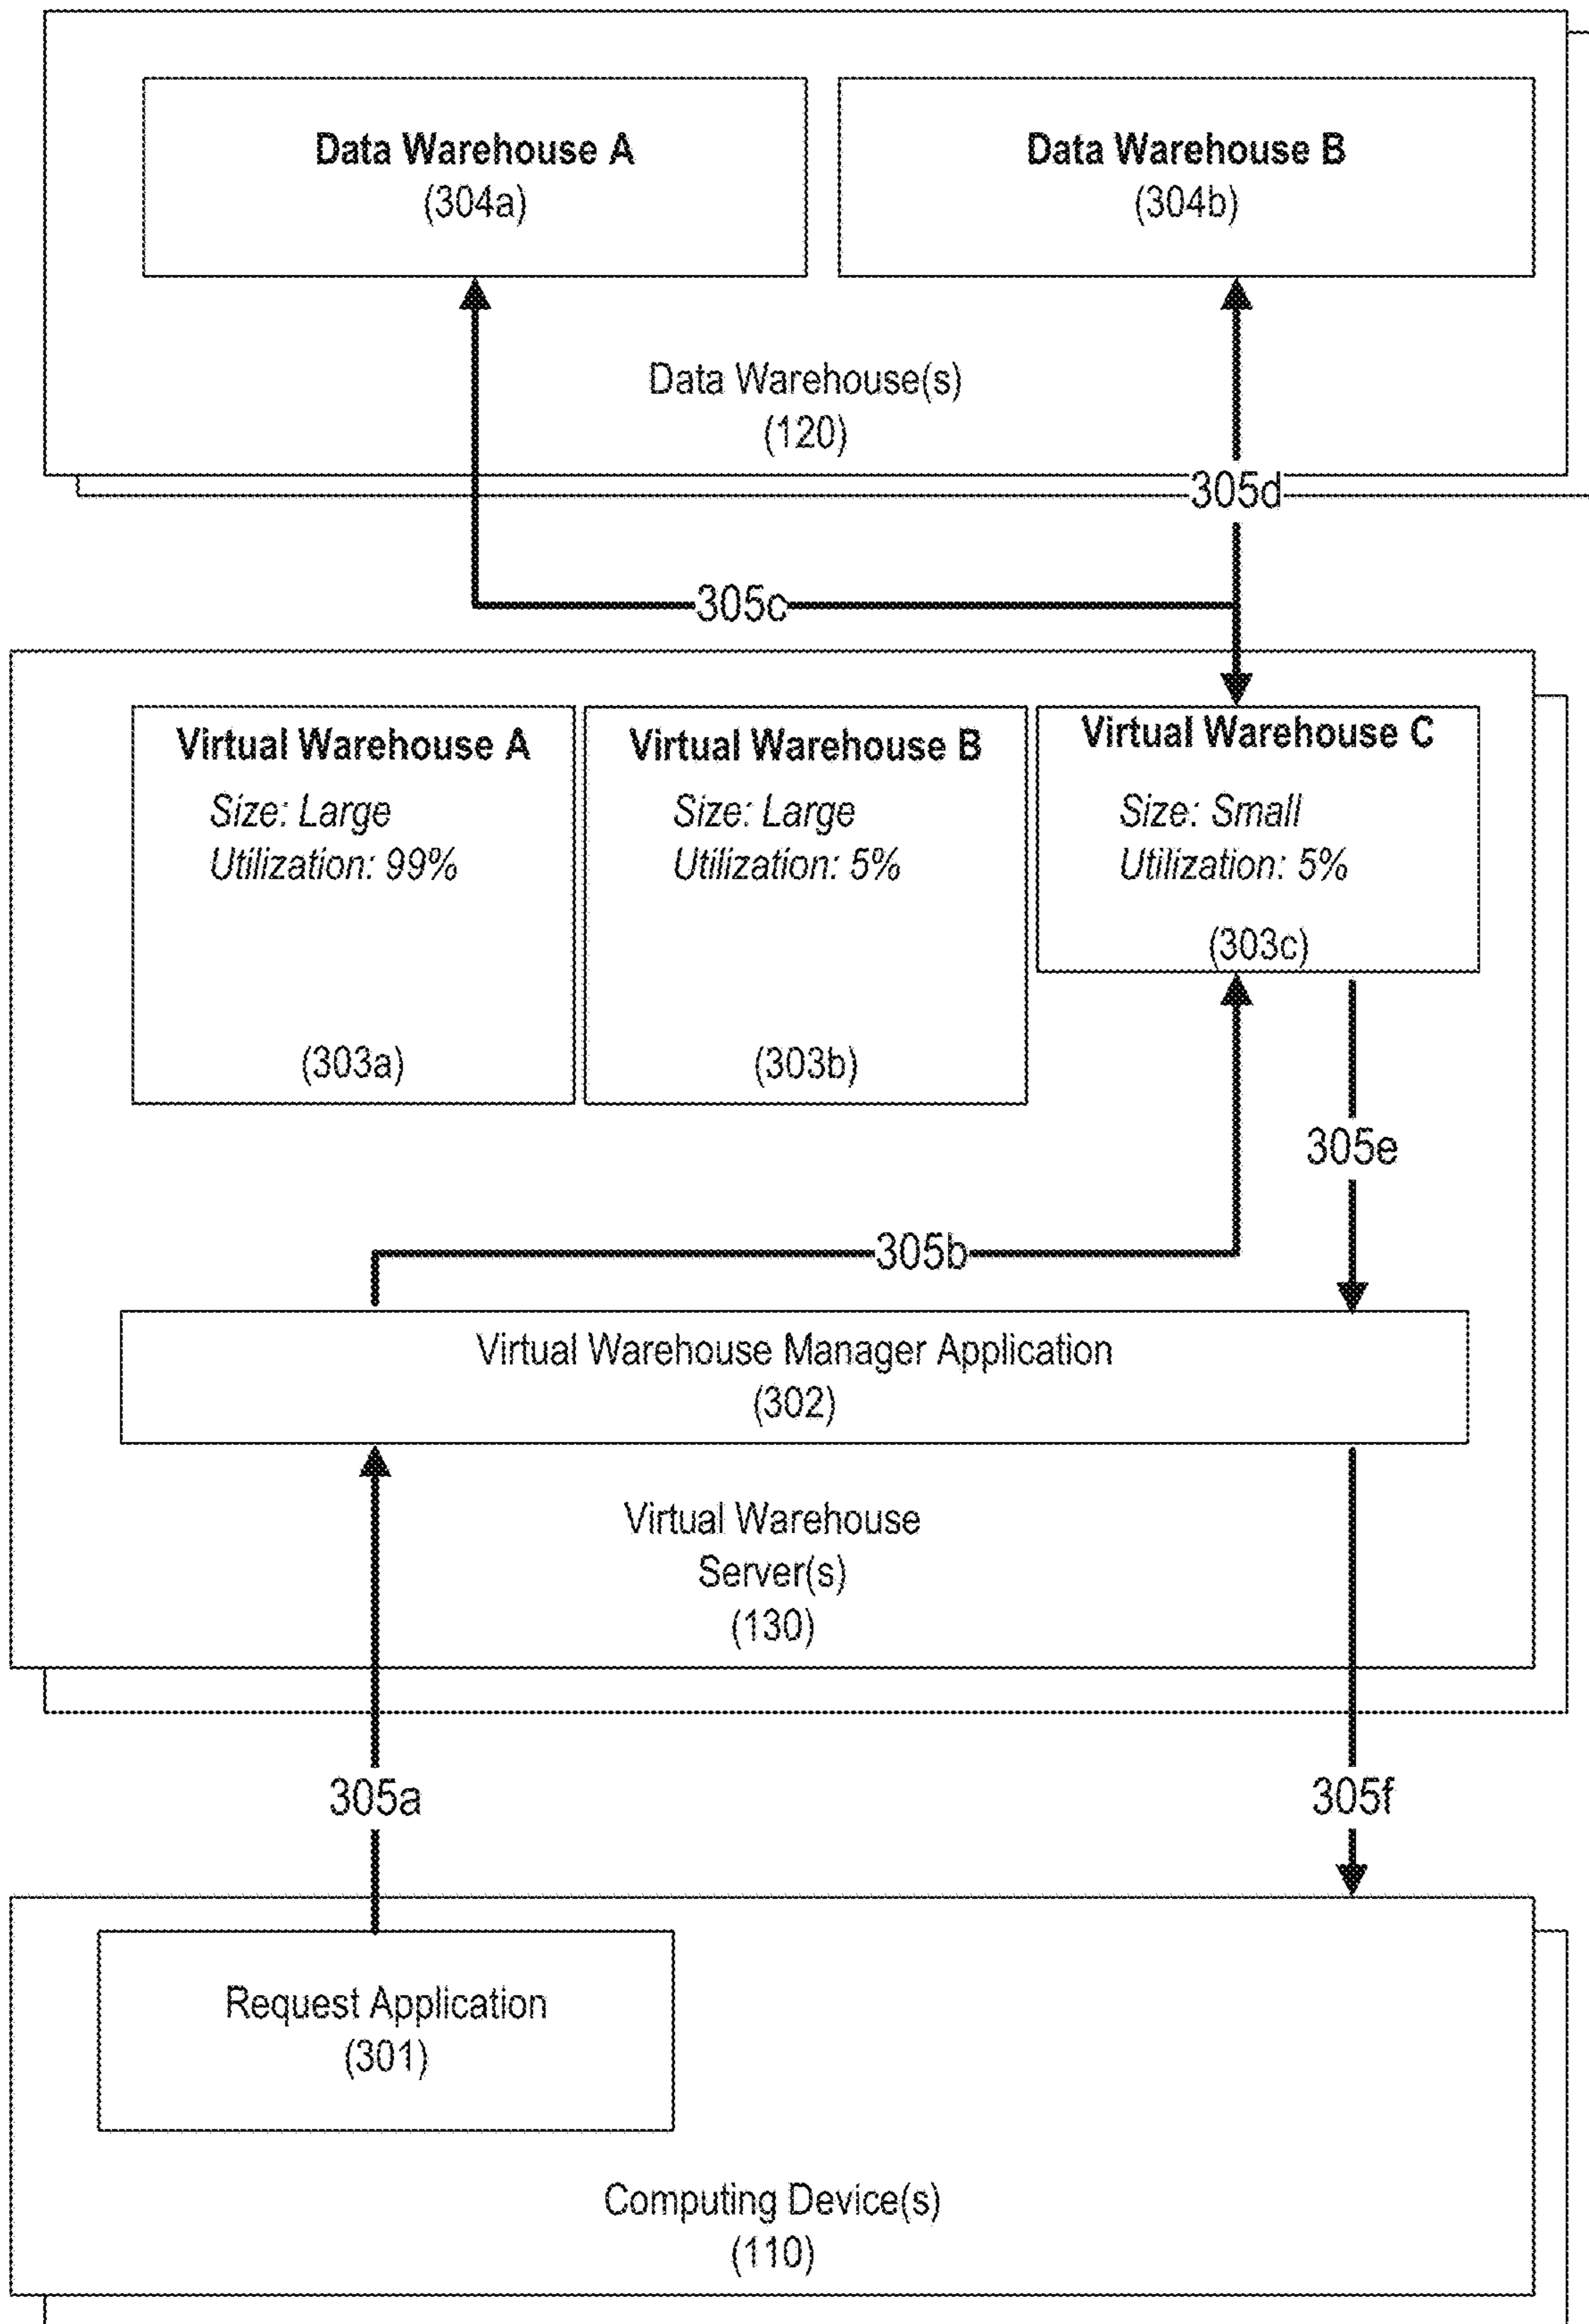 Data Warehouse A
(304a)
Data Warehouse B
(304b)
Data Warehouse(s)
(120)
305d
305c
Virtual Warehouse A
Size: Large
Utilization: 99%
(303a)
Virtual Warehouse B
Size: Large
Utilization: 5%
(303b)
Virtual Warehouse C
Size: Small
Utilization: 5%
(303c)
305e
305b
Virtual Warehouse Manager Application
(302)
Virtual Warehouse
Server(s)
(130)
305a
305f
Request Application
(301)
Computing Device(s)
(110)